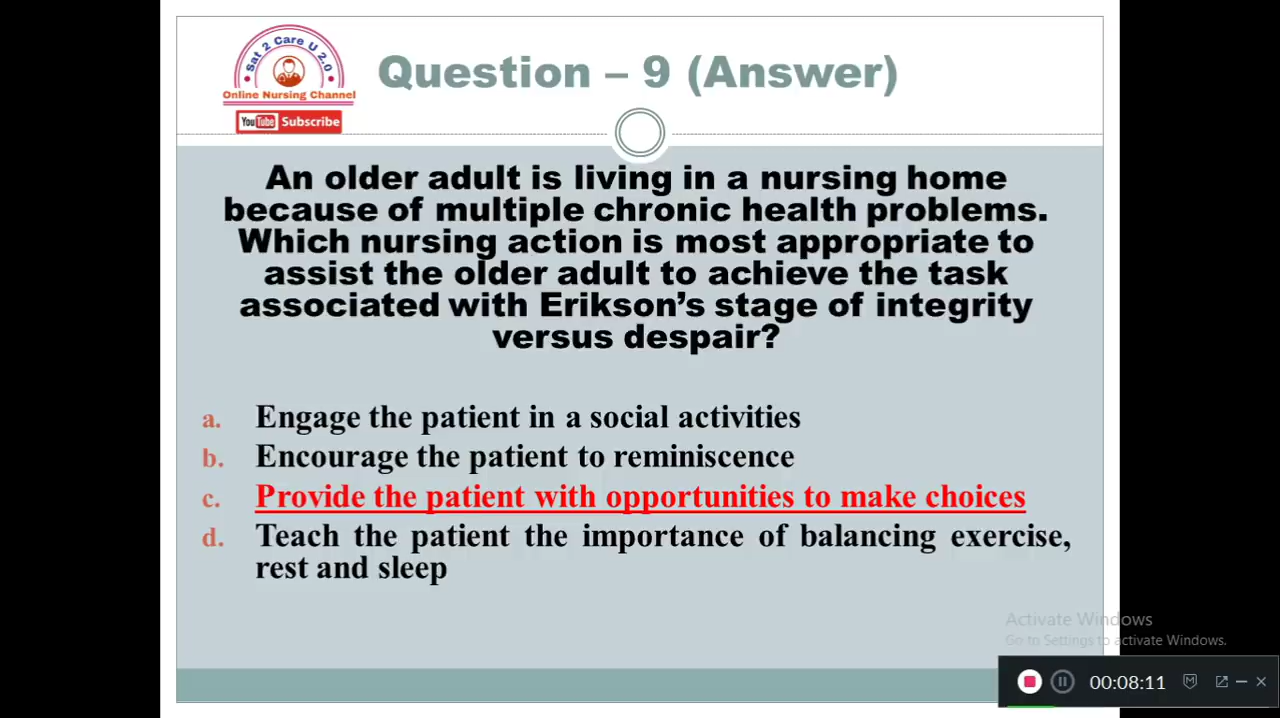 Sat 2 Care U 2.0
Online Nursing Channel
YouTube Subscribe
Question – 9 (Answer)
An older adult is living in a nursing home
because of multiple chronic health problems.
Which nursing action is most appropriate to
assist the older adult to achieve the task
associated with Erikson’s stage of integrity
versus despair?
a. Engage the patient in a social activities
b. Encourage the patient to reminiscence
c. Provide the patient with opportunities to make choices
d. Teach the patient the importance of balancing exercise,
rest and sleep
Activate Windows
Go to Settings to activate Windows.
00:08:11